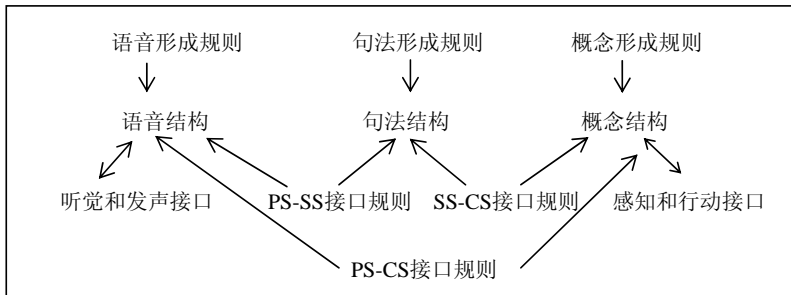 语音形成规则 句法形成规则 概念形成规则
语音结构 句法结构 概念结构
听觉和发声接口 PS-SS接口规则 SS-CS接口规则 感知和行动接口
PS-CS接口规则